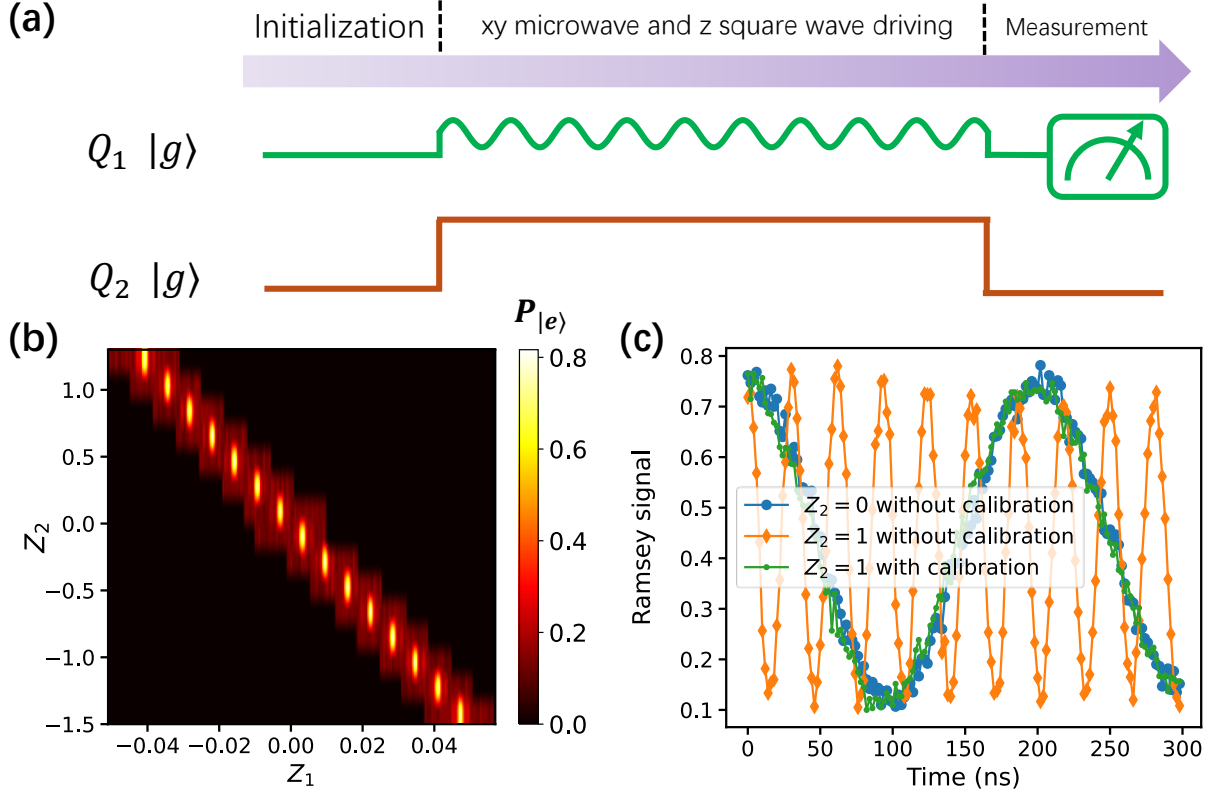 (a)
Initialization
xy microwave and z square wave driving
Measurement
Q₁ |g⟩
Q₂ |g⟩
(b)
P|e⟩
1.0
0.5
0.0
−0.5
−1.0
−1.5
Z₂
−0.04 −0.02 0.00 0.02 0.04
Z₁
0.8
0.6
0.4
0.2
0.0
(c)
0.8
0.7
0.6
0.5
0.4
0.3
0.2
0.1
Ramsey signal
Z₂ = 0 without calibration
Z₂ = 1 without calibration
Z₂ = 1 with calibration
0 50 100 150 200 250 300
Time (ns)